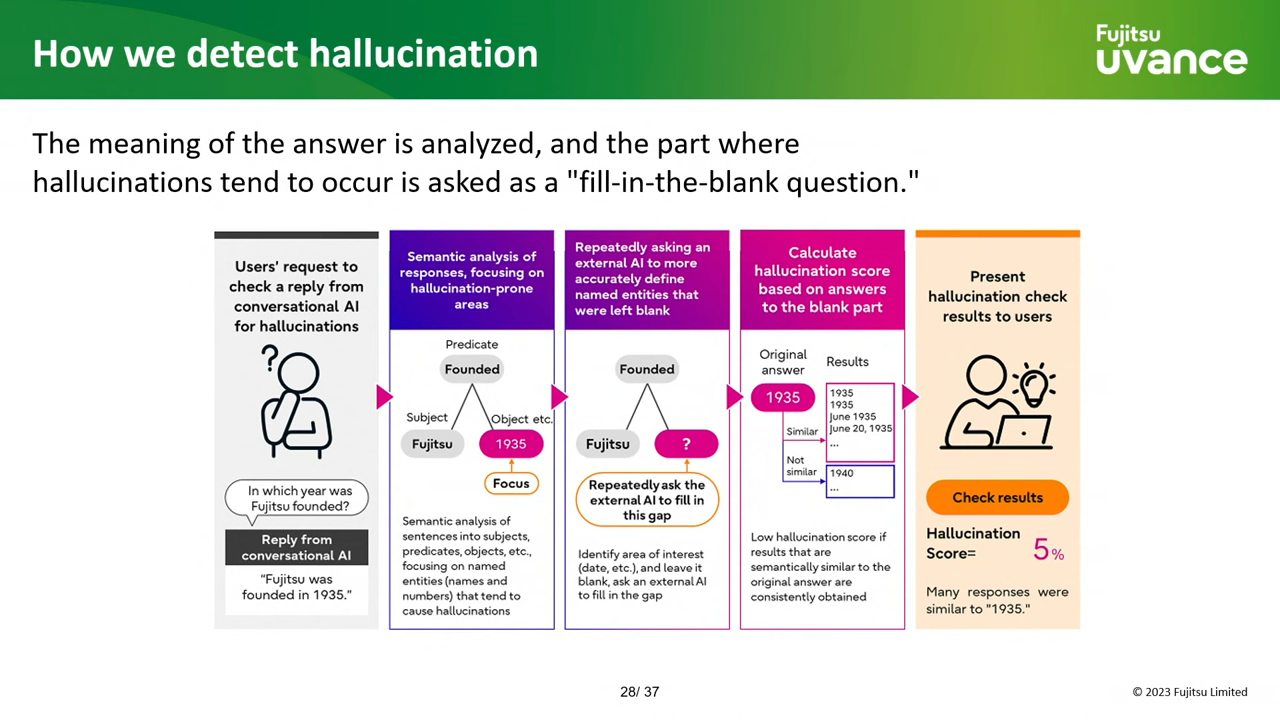 How we detect hallucination
Fujitsu
uvance
The meaning of the answer is analyzed, and the part where
hallucinations tend to occur is asked as a "fill-in-the-blank question."
Users' request to
check a reply from
conversational AI
for hallucinations
?
In which year was
Fujitsu founded?
Reply from
conversational AI
"Fujitsu was
founded in 1935."
Semantic analysis of
responses, focusing on
hallucination-prone
areas
Predicate
Founded
Subject
Object etc.
Fujitsu
1935
Focus
Semantic analysis of
sentences into subjects,
predicates, objects, etc.,
focusing on named
entities (names and
numbers) that tend to
cause hallucinations
Repeatedly asking an
external AI to more
accurately define
named entities that
were left blank
Founded
Fujitsu
?
Repeatedly ask the
external AI to fill in
this gap
Identify area of interest
(date, etc.), and leave it
blank, ask an external AI
to fill in the gap
Calculate
hallucination score
based on answers
to the blank part
Original
answer
Results
1935
1935
1935
June 1935
June 20, 1935
...
Similar
Not
similar
1940
...
Low hallucination score if
results that are
semantically similar to the
original answer are
consistently obtained
Present
hallucination check
results to users
Check results
Hallucination
Score=
5%
Many responses were
similar to "1935."
28/ 37
© 2023 Fujitsu Limited